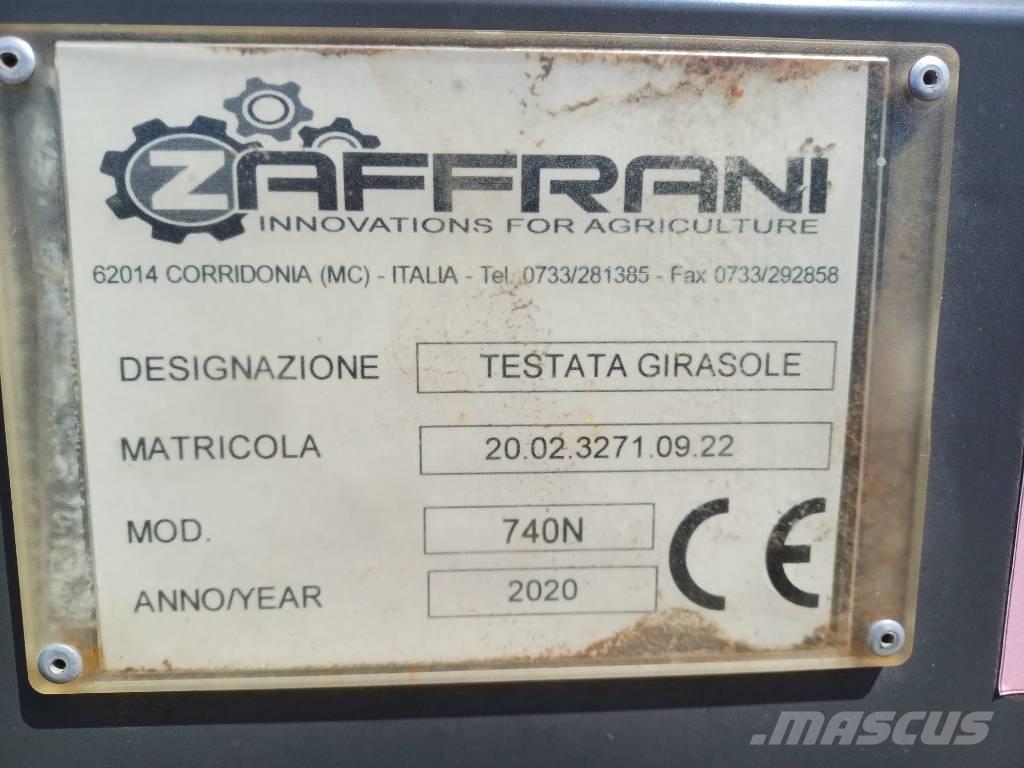 ZAFFRANI
INNOVATIONS FOR AGRICULTURE
62014 CORRIDONIA (MC) - ITALIA - Tel. 0733/281385 - Fax 0733/292858
DESIGNAZIONE TESTATA GIRASOLE
MATRICOLA 20.02.3271.09.22
MOD. 740N
ANNO/YEAR 2020
CE
MASCUS